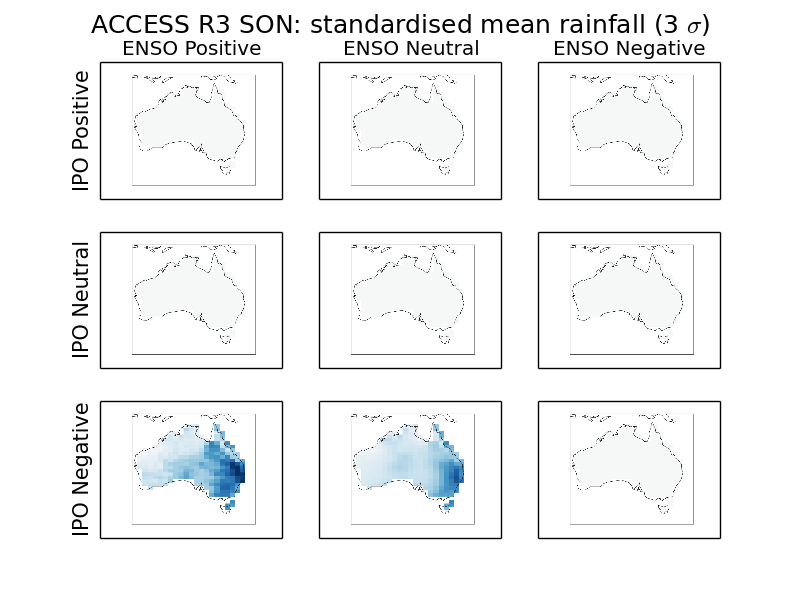 ACCESS R3 SON: standardised mean rainfall (3 σ)
ENSO Positive ENSO Neutral ENSO Negative
IPO Positive
IPO Neutral
IPO Negative